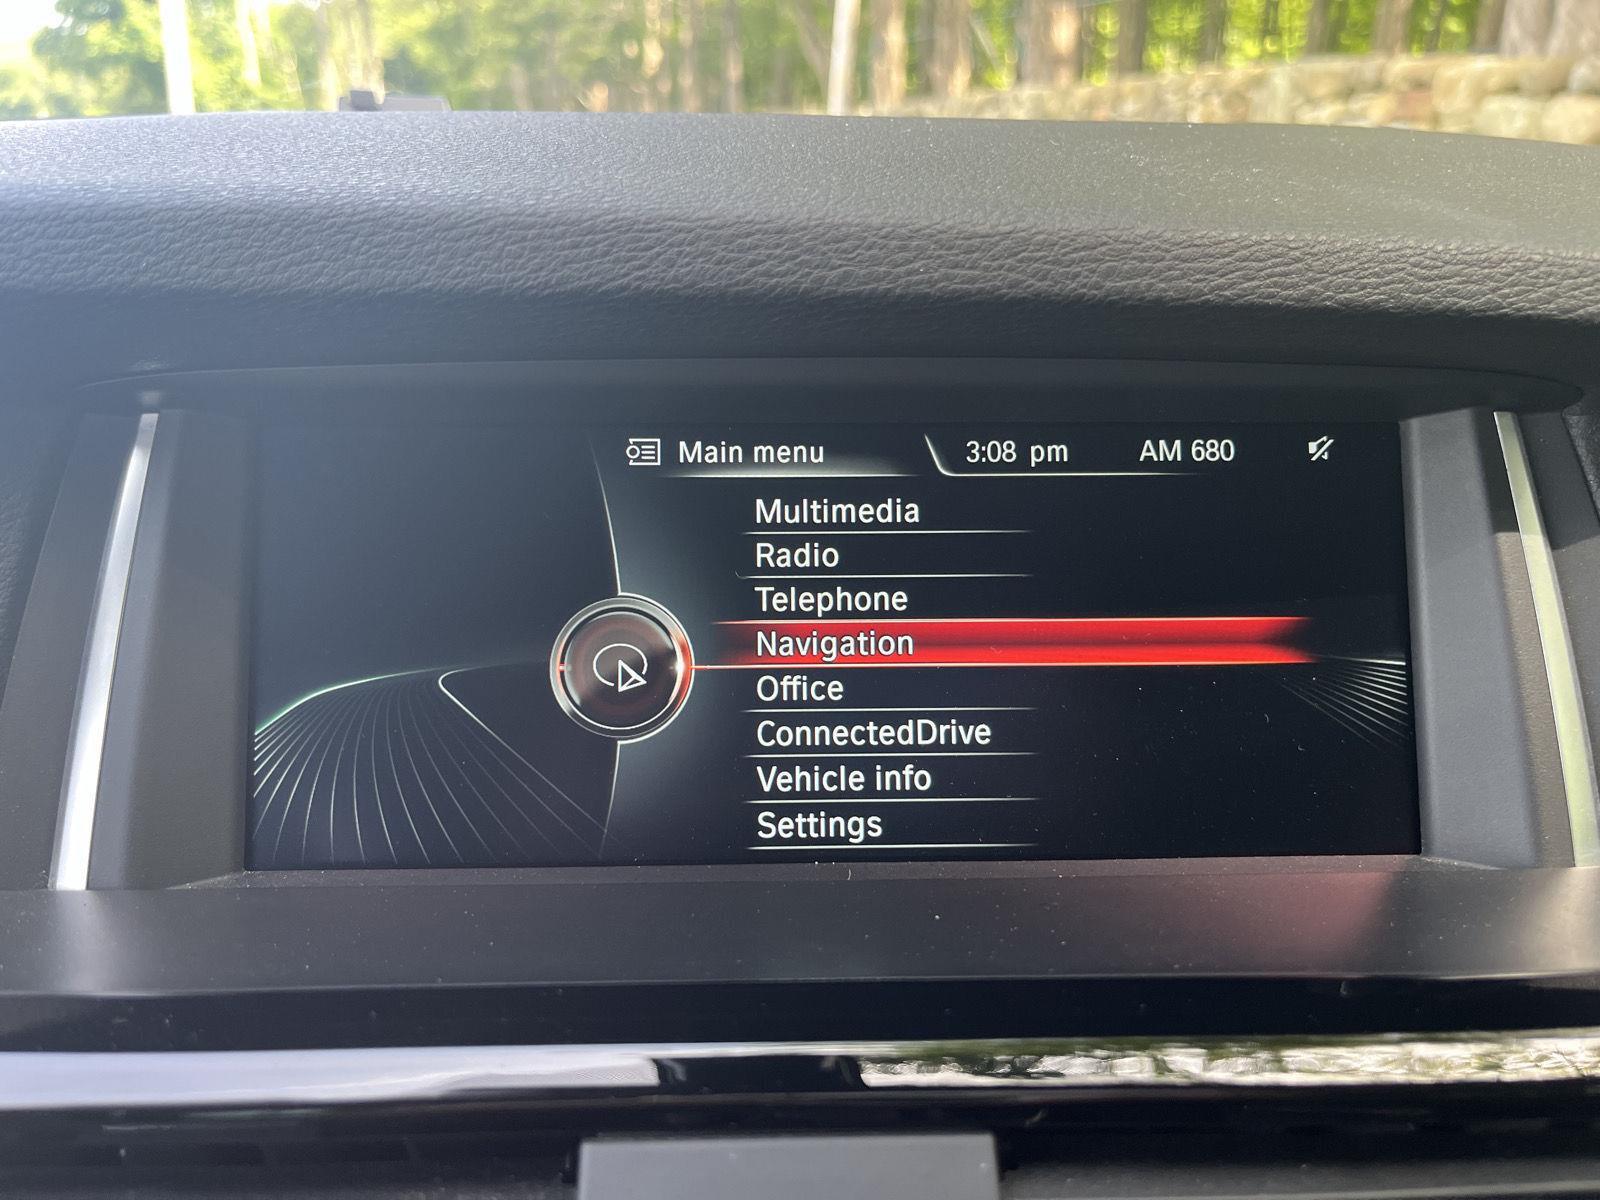 Main menu 3:08 pm AM 680
Multimedia
Radio
Telephone
Navigation
Office
ConnectedDrive
Vehicle info
Settings